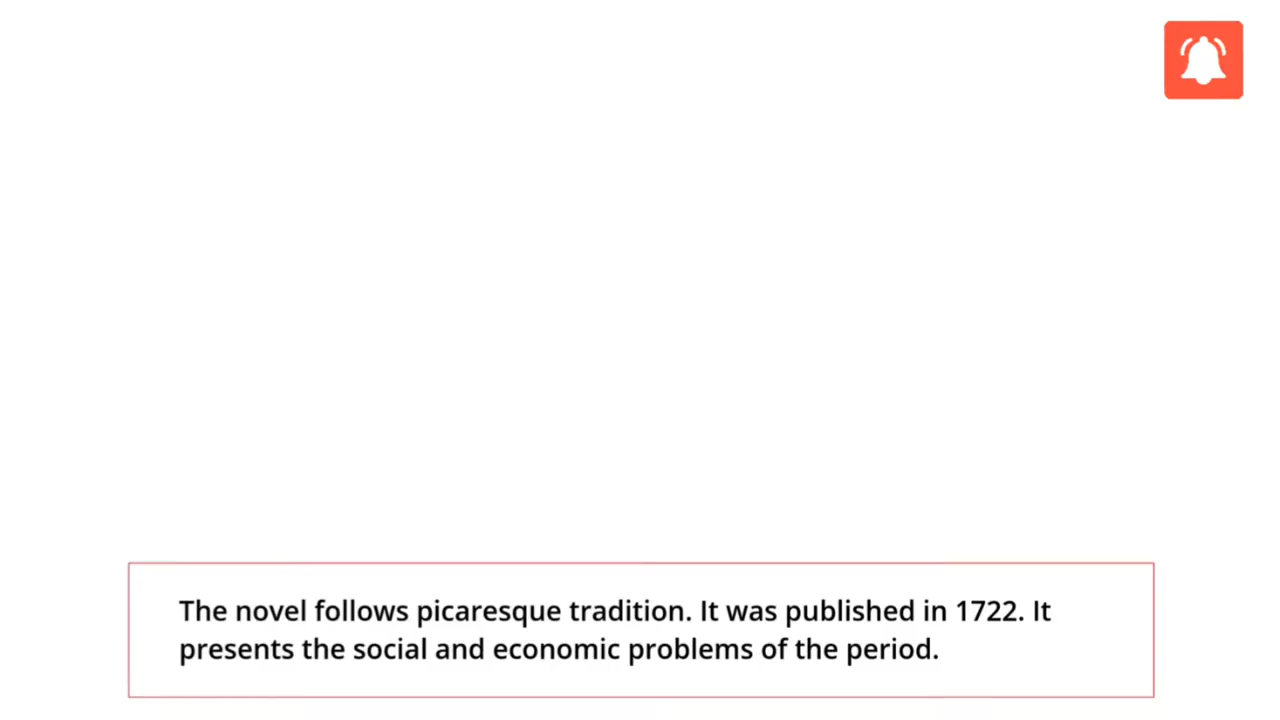 The novel follows picaresque tradition. It was published in 1722. It
presents the social and economic problems of the period.